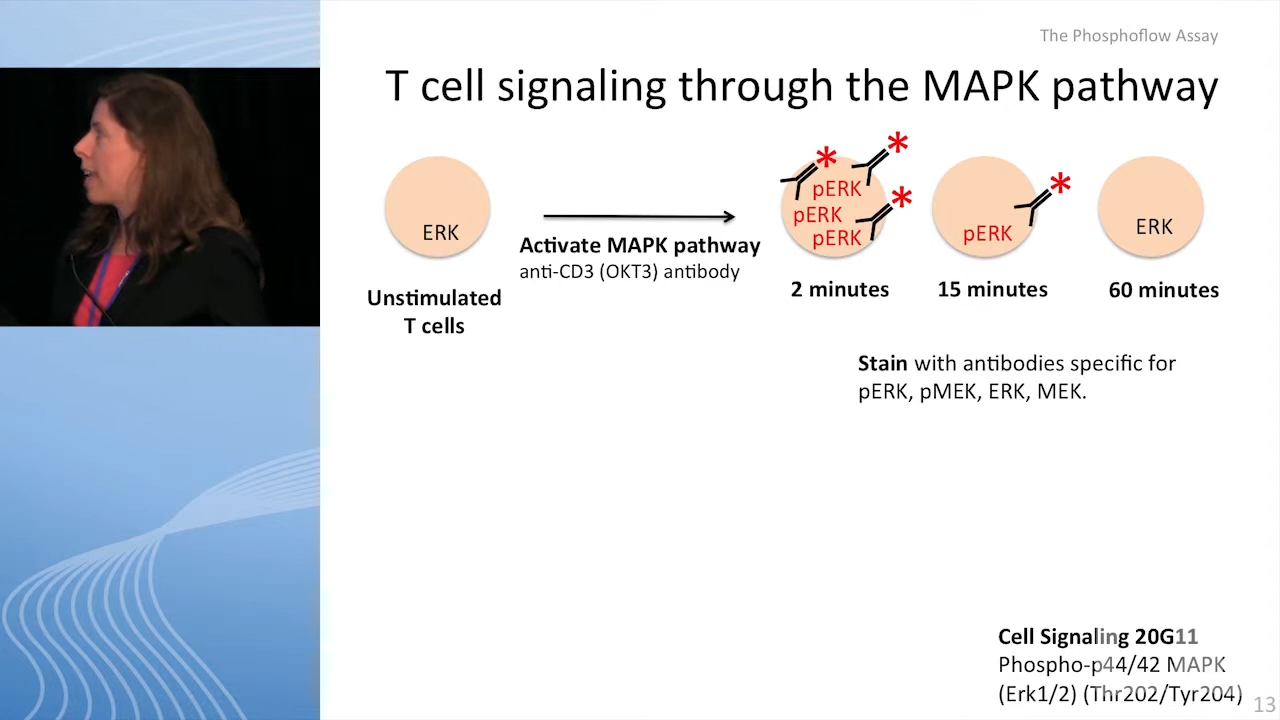 The Phosphoflow Assay
T cell signaling through the MAPK pathway
ERK
Activate MAPK pathway
anti-CD3 (OKT3) antibody
Unstimulated
T cells
*
*
*
pERK
pERK
pERK
2 minutes
*
pERK
15 minutes
ERK
60 minutes
Stain with antibodies specific for
pERK, pMEK, ERK, MEK.
Cell Signaling 20G11
Phospho-p44/42 MAPK
(Erk1/2) (Thr202/Tyr204)
13